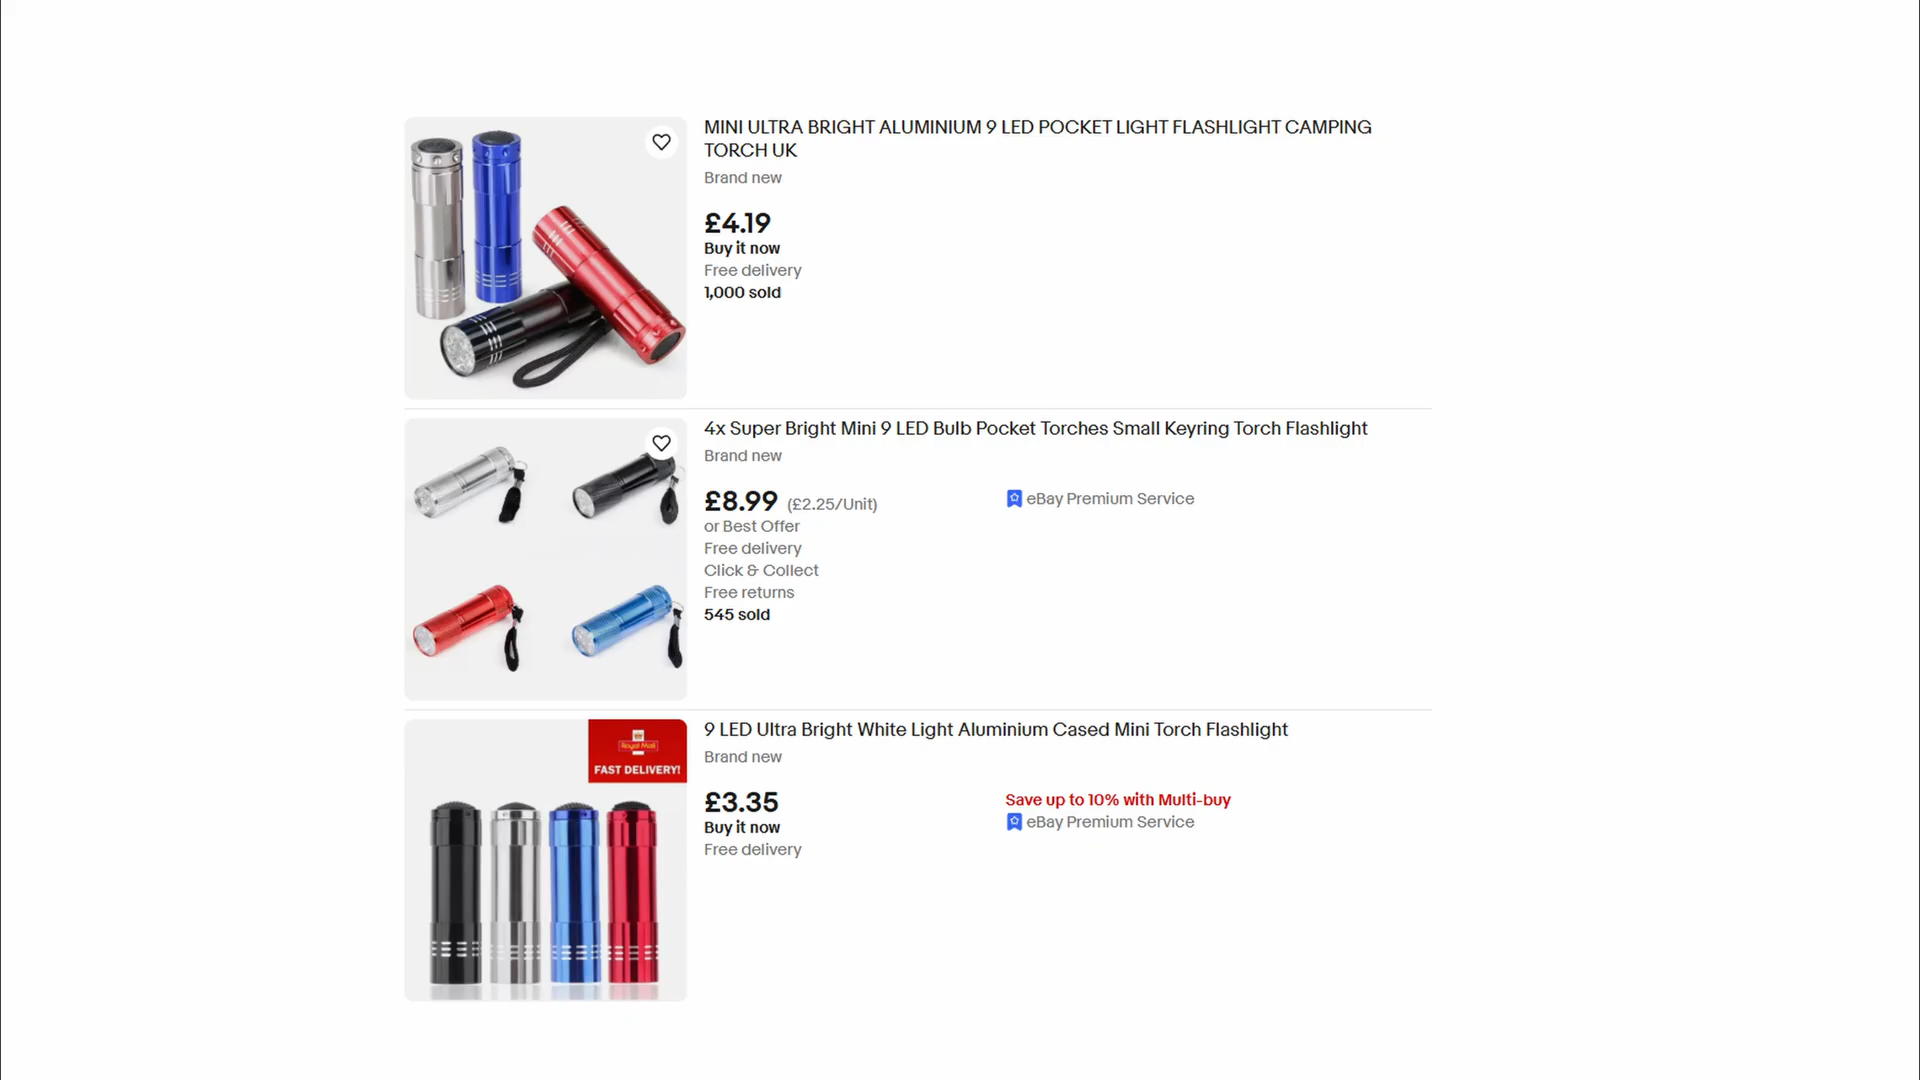 MINI ULTRA BRIGHT ALUMINIUM 9 LED POCKET LIGHT FLASHLIGHT CAMPING
TORCH UK
Brand new
£4.19
Buy it now
Free delivery
1,000 sold
4x Super Bright Mini 9 LED Bulb Pocket Torches Small Keyring Torch Flashlight
Brand new
£8.99 (£2.25/Unit)
eBay Premium Service
or Best Offer
Free delivery
Click & Collect
Free returns
545 sold
Royal Mail
FAST DELIVERY!
9 LED Ultra Bright White Light Aluminium Cased Mini Torch Flashlight
Brand new
£3.35
Save up to 10% with Multi-buy
Buy it now
eBay Premium Service
Free delivery